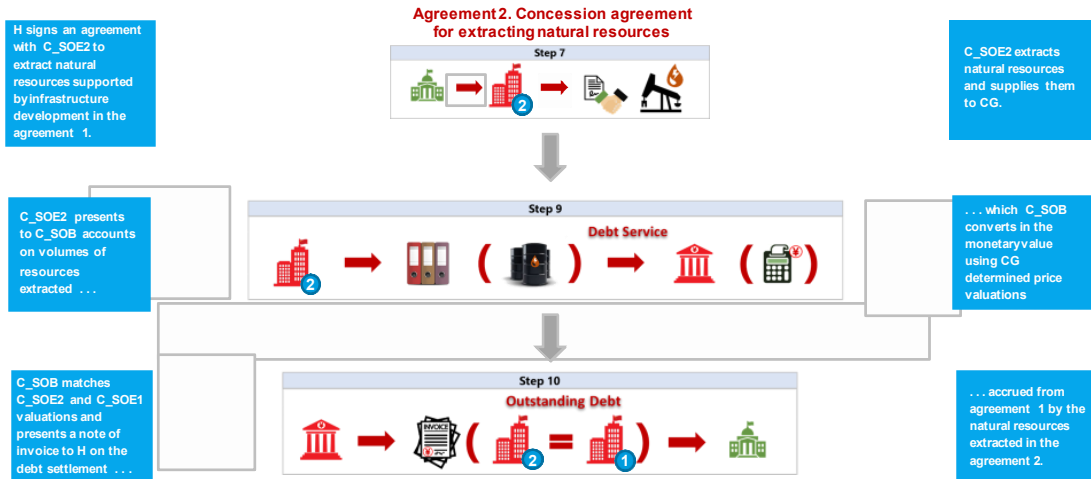 Agreement 2. Concession agreement
for extracting natural resources
H signs an agreement
with C_SOE2 to
extract natural
resources supported
by infrastructure
development in the
agreement 1.
Step 7
2
C_SOE2 extracts
natural resources
and supplies them
to CG.
C_SOE2 presents
to C_SOB accounts
on volumes of
resources
extracted . . .
Step 9
Debt Service
2
( )
( ¥ )
. . . which C_SOB
converts in the
monetary value
using CG
determined price
valuations
C_SOB matches
C_SOE2 and C_SOE1
valuations and
presents a note of
invoice to H on the
debt settlement . . .
Step 10
Outstanding Debt
INVOICE
¥
( 2 = 1 )
. . . accrued from
agreement 1 by the
natural resources
extracted in the
agreement 2.